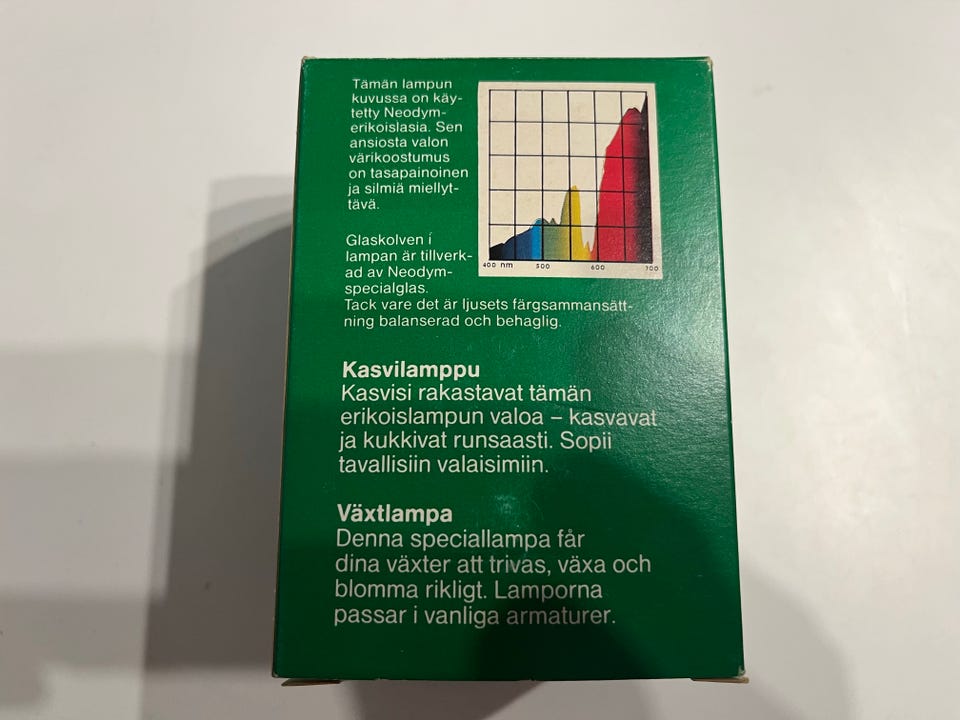 Tämän lampun
kuvussa on käy-
tetty Neodym-
erikoislasia. Sen
ansiosta valon
värikoostumus
on tasapainoinen
ja silmiä miellyt-
tävä.
400 nm 500 600 700
Glaskolven i
lampan är tillverk-
ad av Neodym-
specialglas.
Tack vare det är ljusets färgsammansätt-
ning balanserad och behaglig.
Kasvilamppu
Kasvisi rakastavat tämän
erikoislampun valoa – kasvavat
ja kukkivat runsaasti. Sopii
tavallisiin valaisimiin.
Växtlampa
Denna speciallampa får
dina växter att trivas, växa och
blomma rikligt. Lamporna
passar i vanliga armaturer.